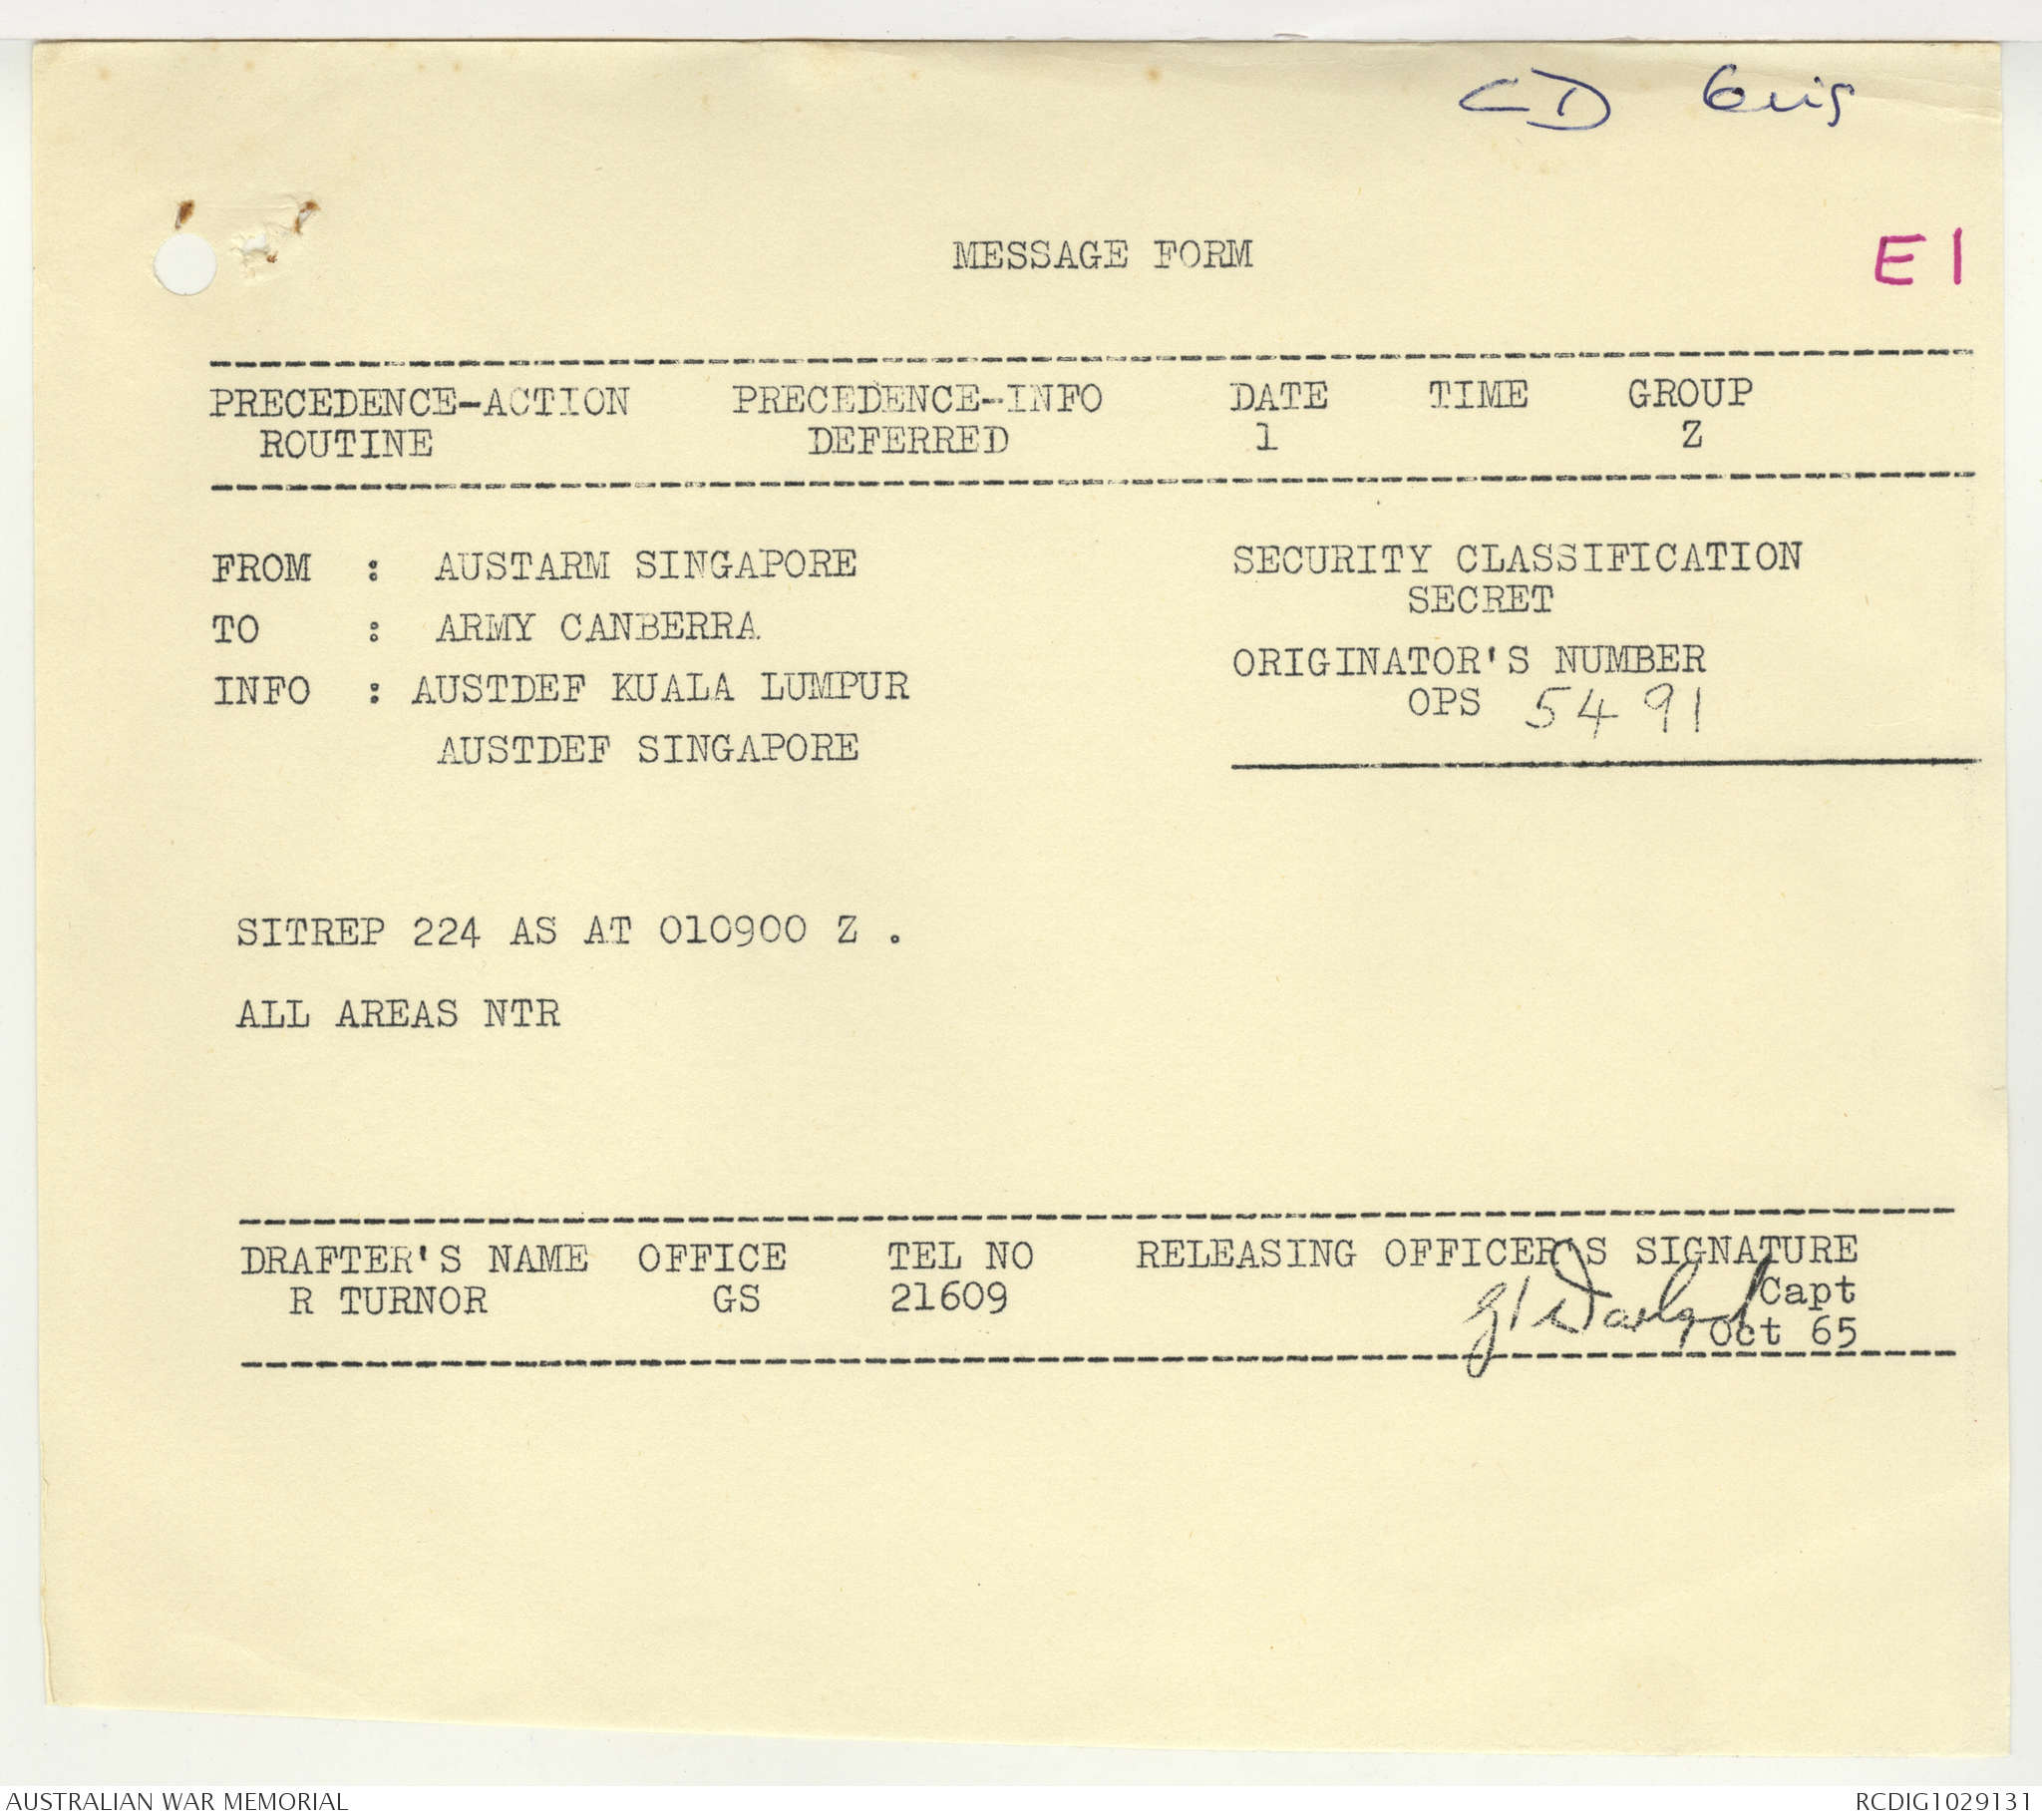 CD
E1
MESSAGE FORM
PRECEDENCE-ACTION PRECEDENCE-INFO DATE TIME GROUP
ROUTINE DEFERRED 1 Z
FROM : AUSTARM SINGAPORE
TO : ARMY CANBERRA
INFO : AUSTDEF KUALA LUMPUR
AUSTDEF SINGAPORE
SECURITY CLASSIFICATION
SECRET
ORIGINATOR'S NUMBER
OPS 5491
SITREP 224 AS AT 010900 Z .
ALL AREAS NTR
DRAFTER'S NAME OFFICE TEL NO RELEASING OFFICER'S SIGNATURE
R TURNOR GS 21609 Capt
Oct 65
AUSTRALIAN WAR MEMORIAL RCDIG1029131